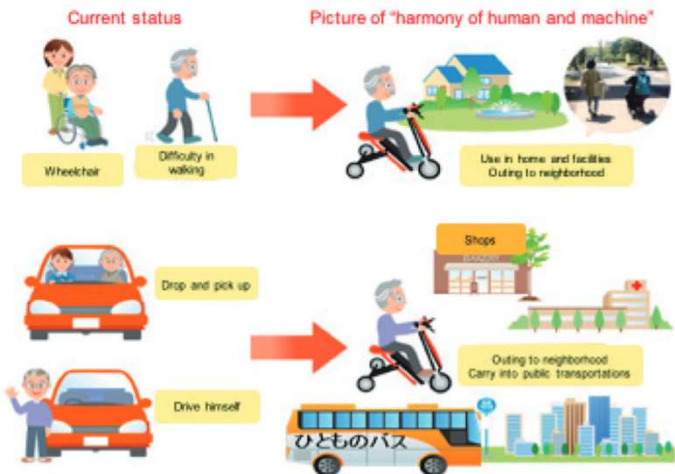 Current status
Picture of “harmony of human and machine”
Wheelchair
Difficulty in
walking
Use in home and facilities
Outing to neighborhood
Shops
BAKERY
Drop and pick up
Outing to neighborhood
Carry into public transportations
Drive himself
ひとものバス